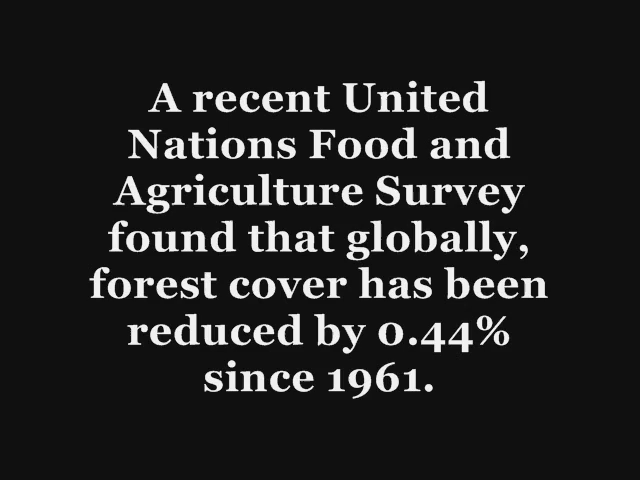 A recent United
Nations Food and
Agriculture Survey
found that globally,
forest cover has been
reduced by 0.44%
since 1961.